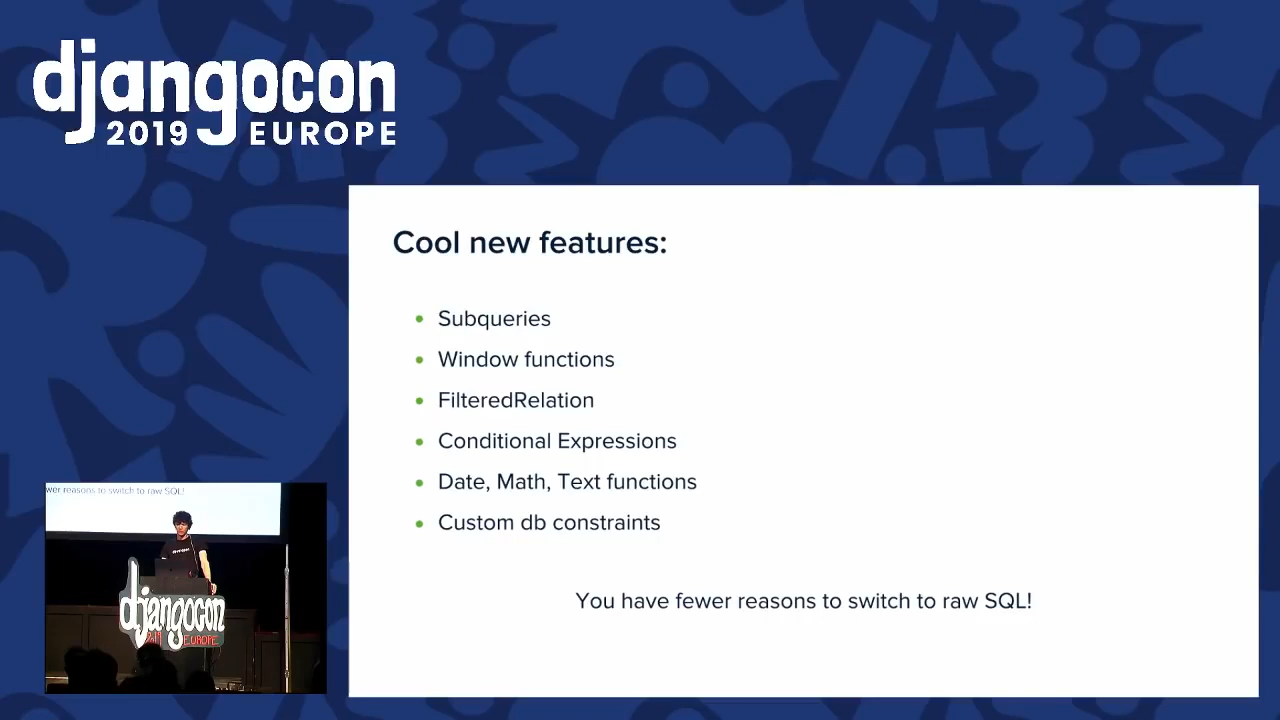 djangocon
2019 EUROPE
Cool new features:
• Subqueries
• Window functions
• FilteredRelation
• Conditional Expressions
• Date, Math, Text functions
• Custom db constraints
You have fewer reasons to switch to raw SQL!
wer reasons to switch to raw SQL!
djangocon
2019 EUROPE